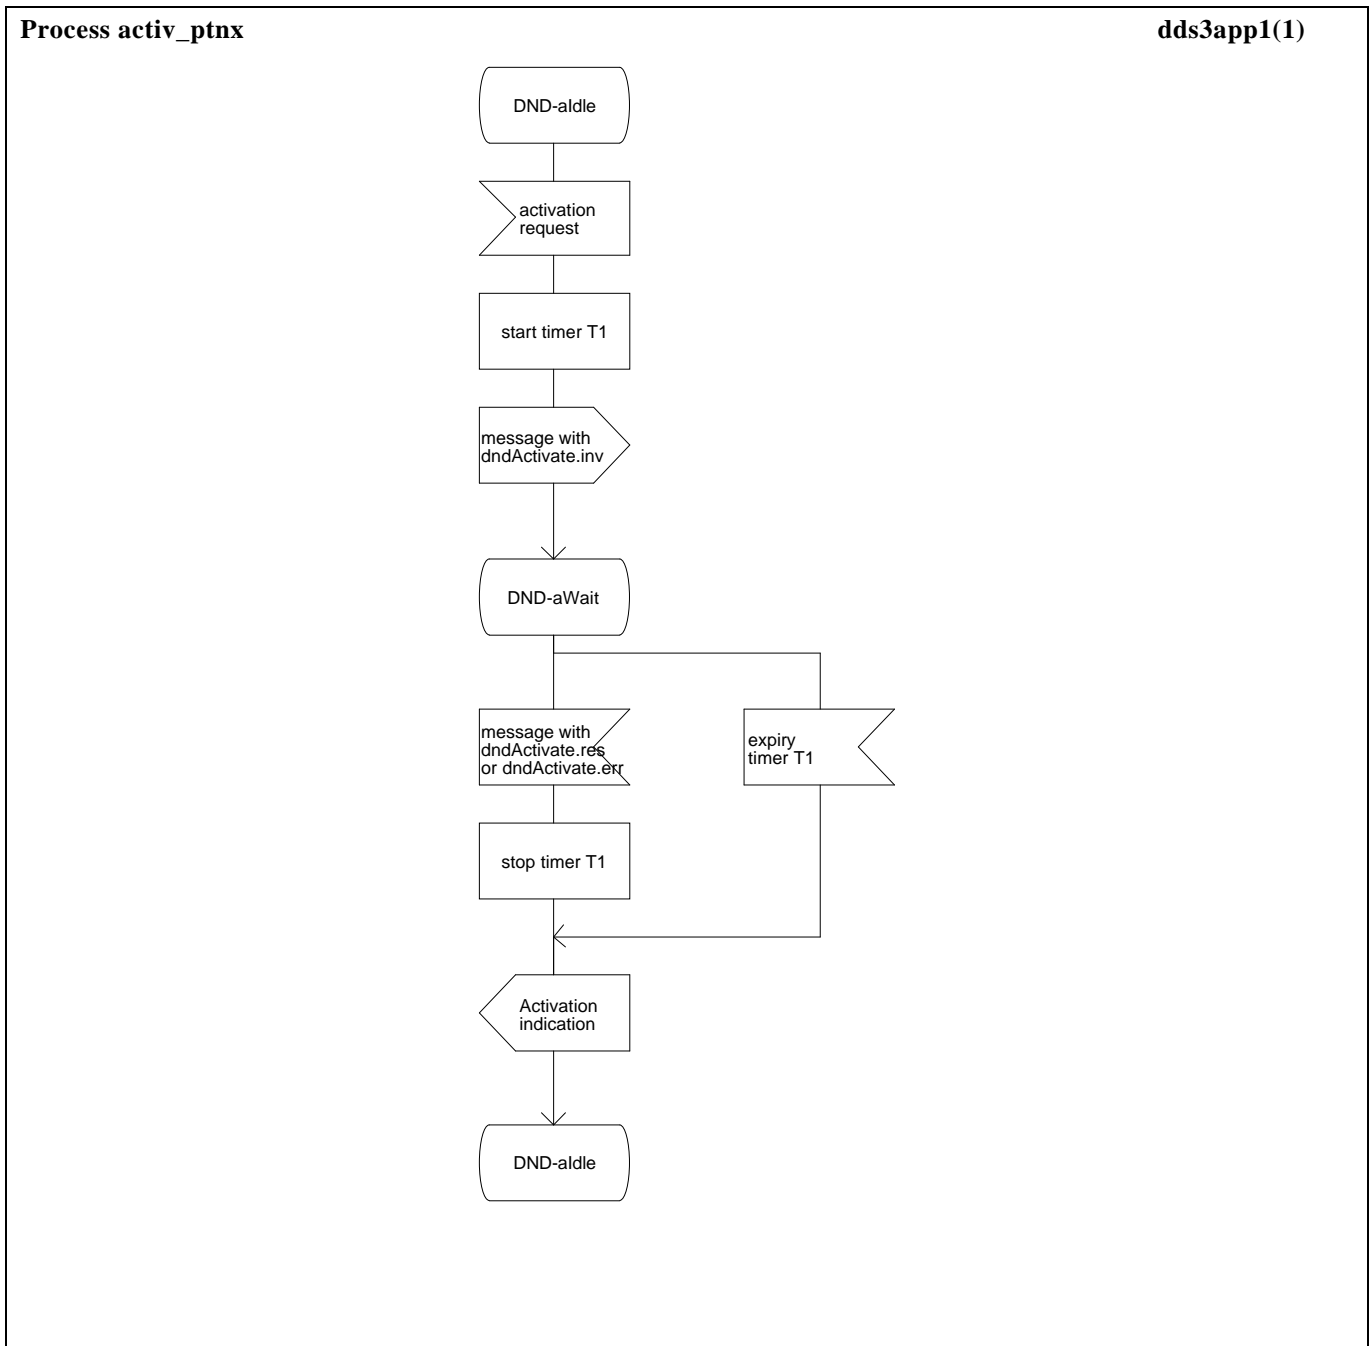 Process activ_ptnx
dds3app1(1)
DND-aIdle
activation
request
start timer T1
message with
dndActivate.inv
DND-aWait
message with
dndActivate.res
or dndActivate.err
expiry
timer T1
stop timer T1
Activation
indication
DND-aIdle